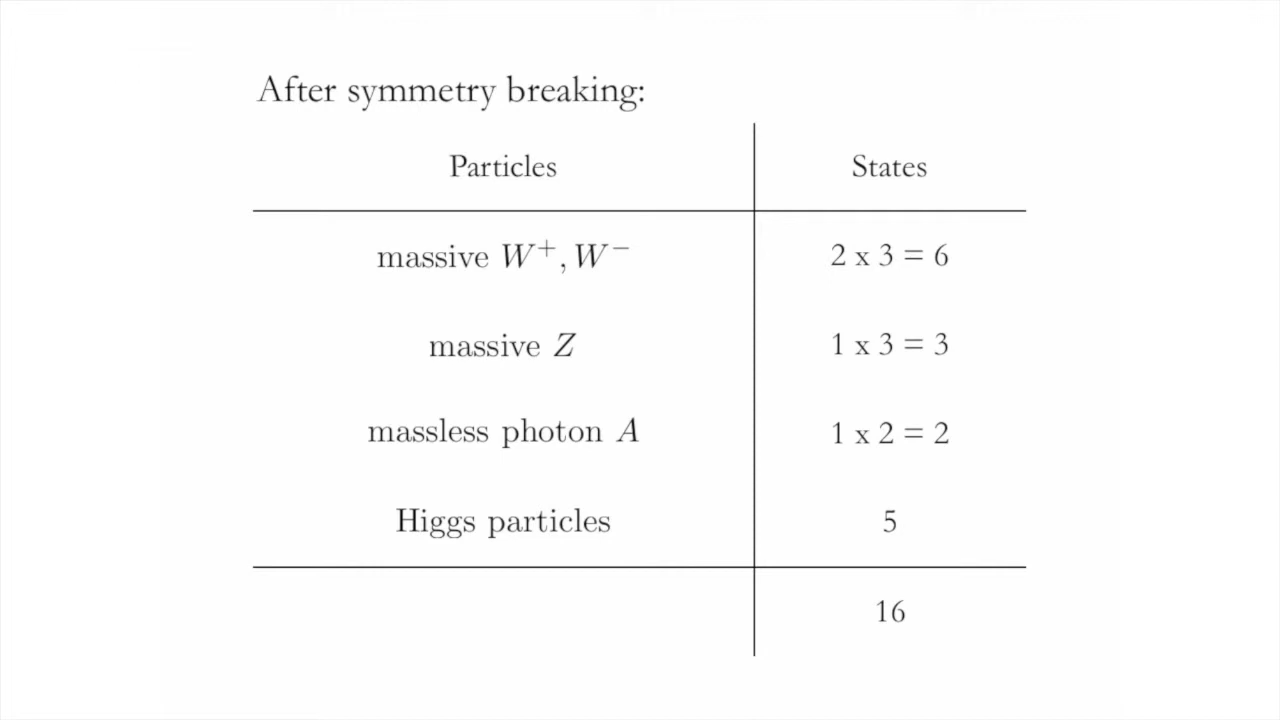 After symmetry breaking:
Particles States
massive W⁺, W⁻ 2 x 3 = 6
massive Z 1 x 3 = 3
massless photon A 1 x 2 = 2
Higgs particles 5
16